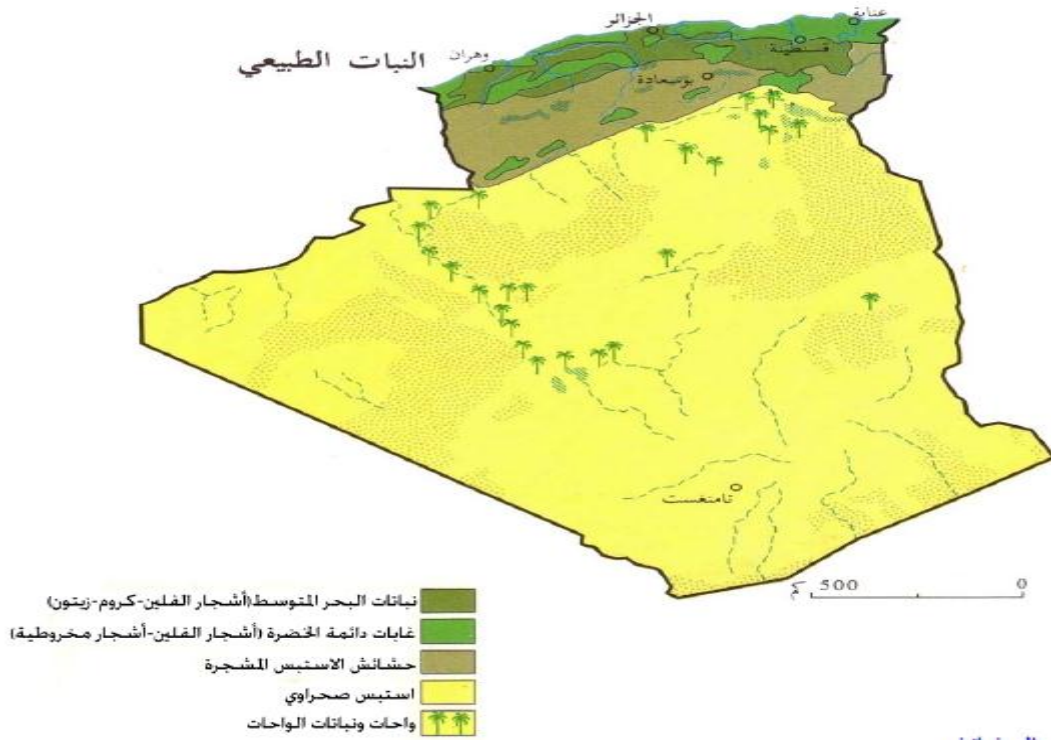 النبات الطبيعي
عنابة
الجزائر
قسنطينة
وهران
بوسعادة
تامنغست
500 كم 0
نباتات البحر المتوسط(أشجار الفلين-كروم-زيتون)
غابات دائمة الخضرة (أشجار الفلين-أشجار مخروطية)
حشائش الاستبس المشجرة
استبس صحراوي
واحات ونباتات الواحات